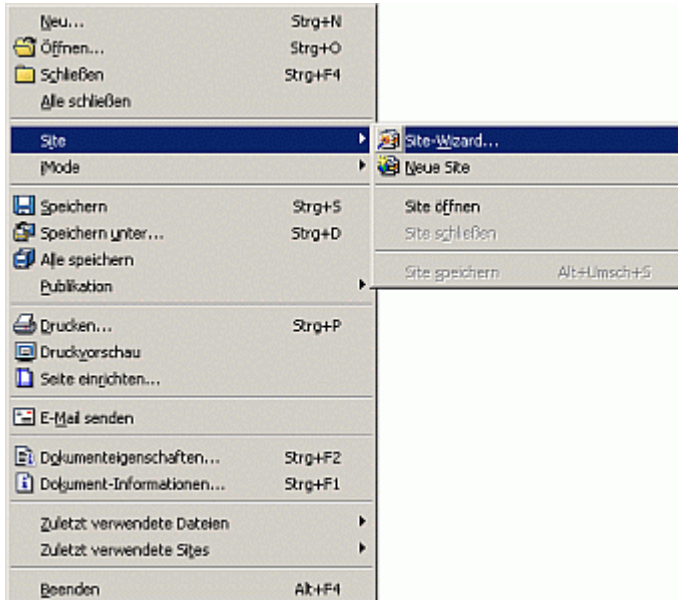 Neu... Strg+N
Öffnen... Strg+O
Schließen Strg+F4
Alle schließen
Site
Site-Wizard...
iMode
Neue Site
Speichern Strg+S
Site öffnen
Speichern unter... Strg+D
Site schließen
Alle speichern
Site speichern Alt+Umsch+S
Publikation
Drucken... Strg+P
Druckvorschau
Seite einrichten...
E-Mail senden
Dokumenteigenschaften... Strg+F2
Dokument-Informationen... Strg+F1
Zuletzt verwendete Dateien
Zuletzt verwendete Sites
Beenden Alt+F4